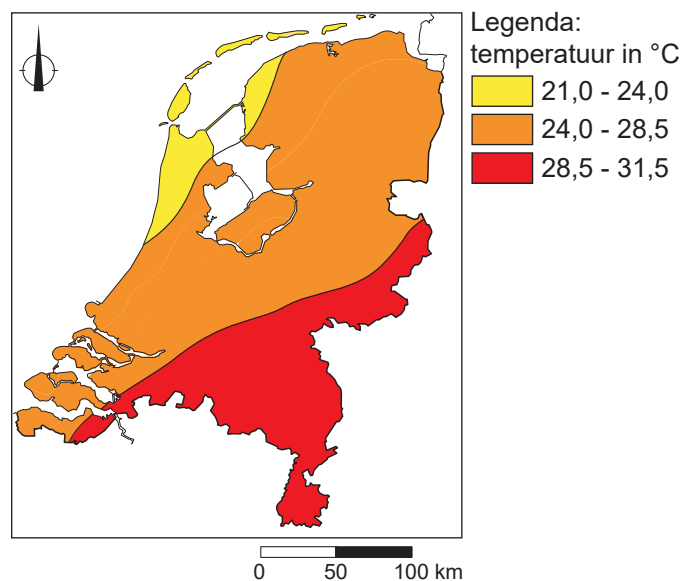 Legenda:
temperatuur in °C
21,0 - 24,0
24,0 - 28,5
28,5 - 31,5
0 50 100 km